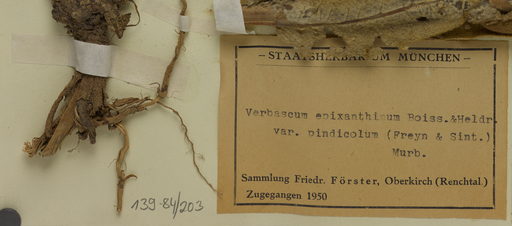 – STAATSHERBARIUM MÜNCHEN –
Verbascum epixanthinum Boiss.&Heldr.
var. pindicolum (Freyn & Sint.)
Murb.
Sammlung Friedr. Förster, Oberkirch (Renchtal.)
Zugegangen 1950
139-84/203